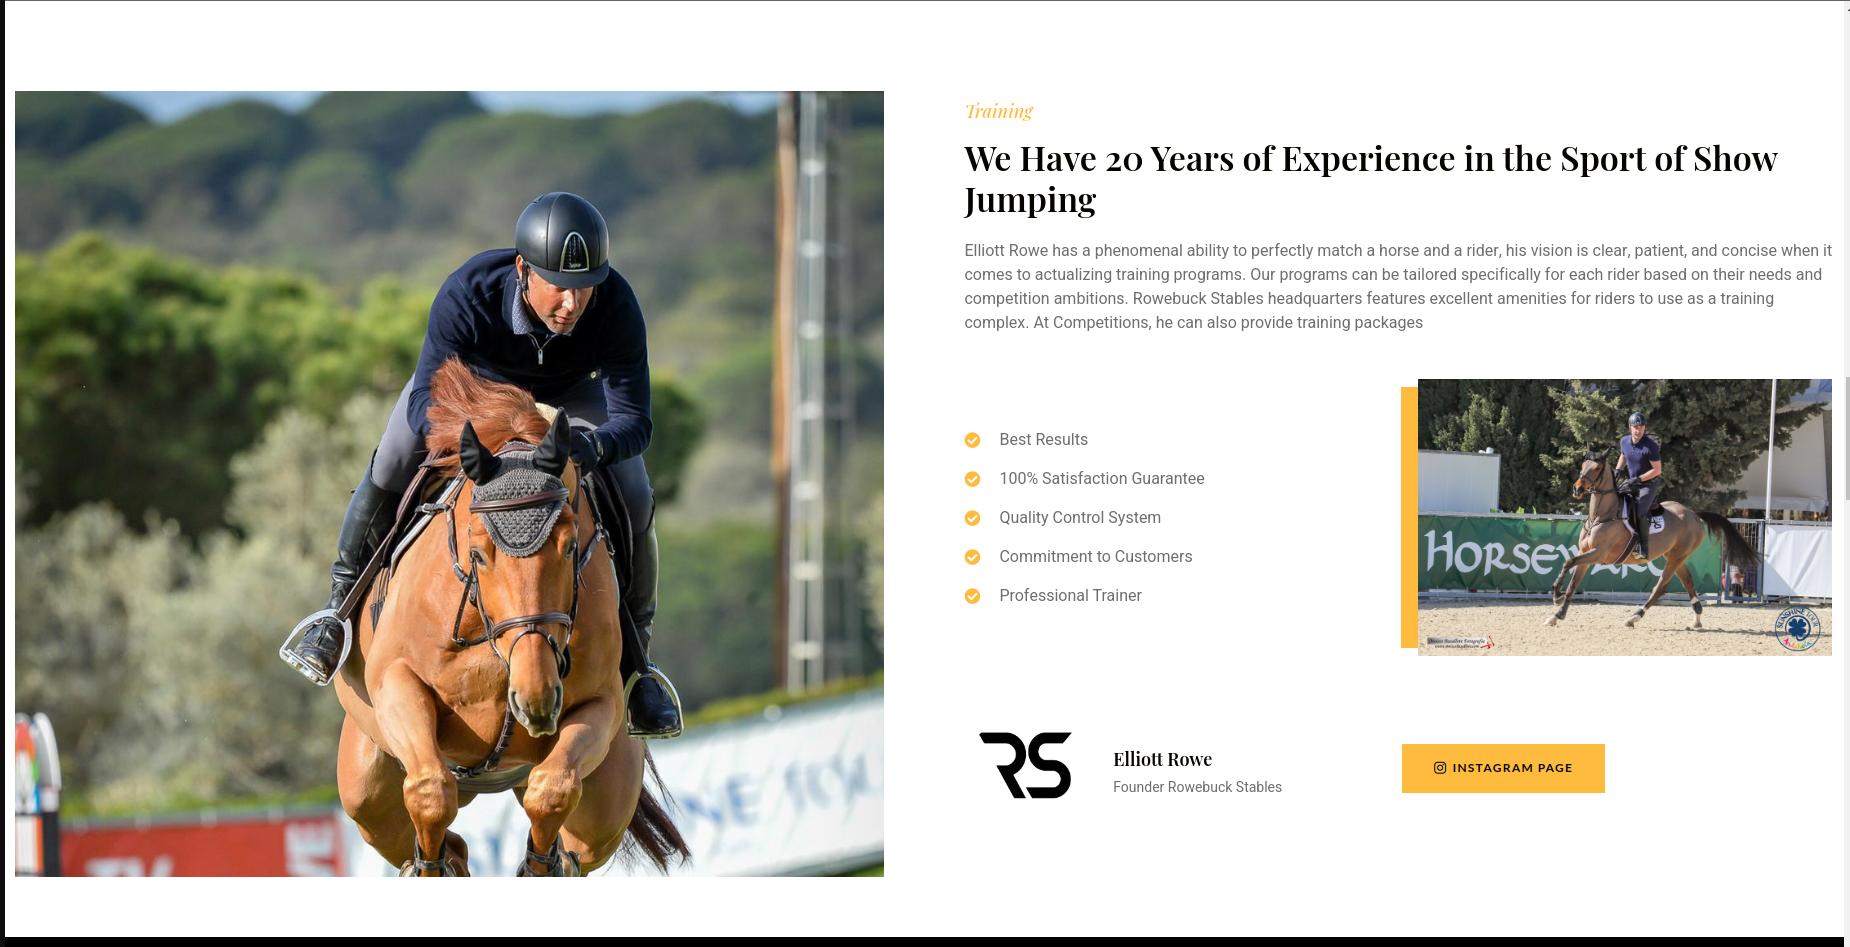 Training
We Have 20 Years of Experience in the Sport of Show
Jumping
Elliott Rowe has a phenomenal ability to perfectly match a horse and a rider, his vision is clear, patient, and concise when it
comes to actualizing training programs. Our programs can be tailored specifically for each rider based on their needs and
competition ambitions. Rowebuck Stables headquarters features excellent amenities for riders to use as a training
complex. At Competitions, he can also provide training packages
Best Results
100% Satisfaction Guarantee
Quality Control System
Commitment to Customers
Professional Trainer
SUNSHINE TOUR
RS
Elliott Rowe
Founder Rowebuck Stables
INSTAGRAM PAGE